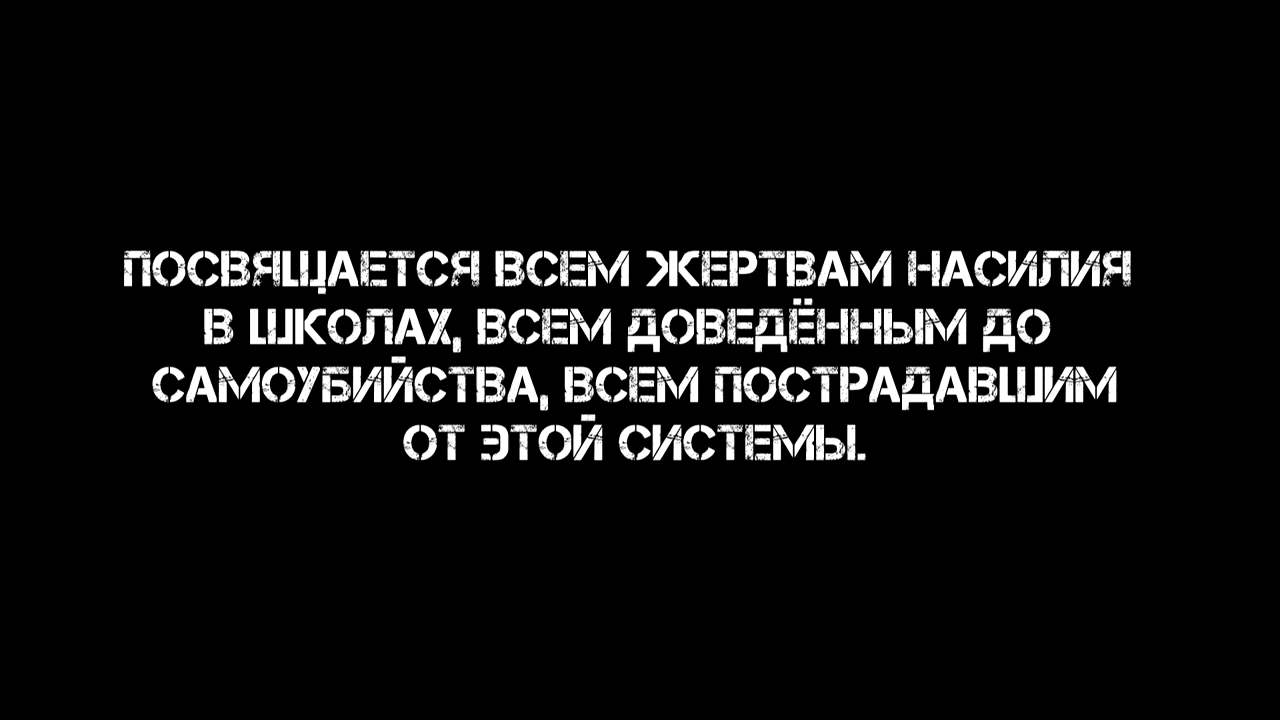 ПОСВЯЩАЕТСЯ ВСЕМ ЖЕРТВАМ НАСИЛИЯ
В ШКОЛАХ, ВСЕМ ДОВЕДЁННЫМ ДО
САМОУБИЙСТВА, ВСЕМ ПОСТРАДАВШИМ
ОТ ЭТОЙ СИСТЕМЫ.